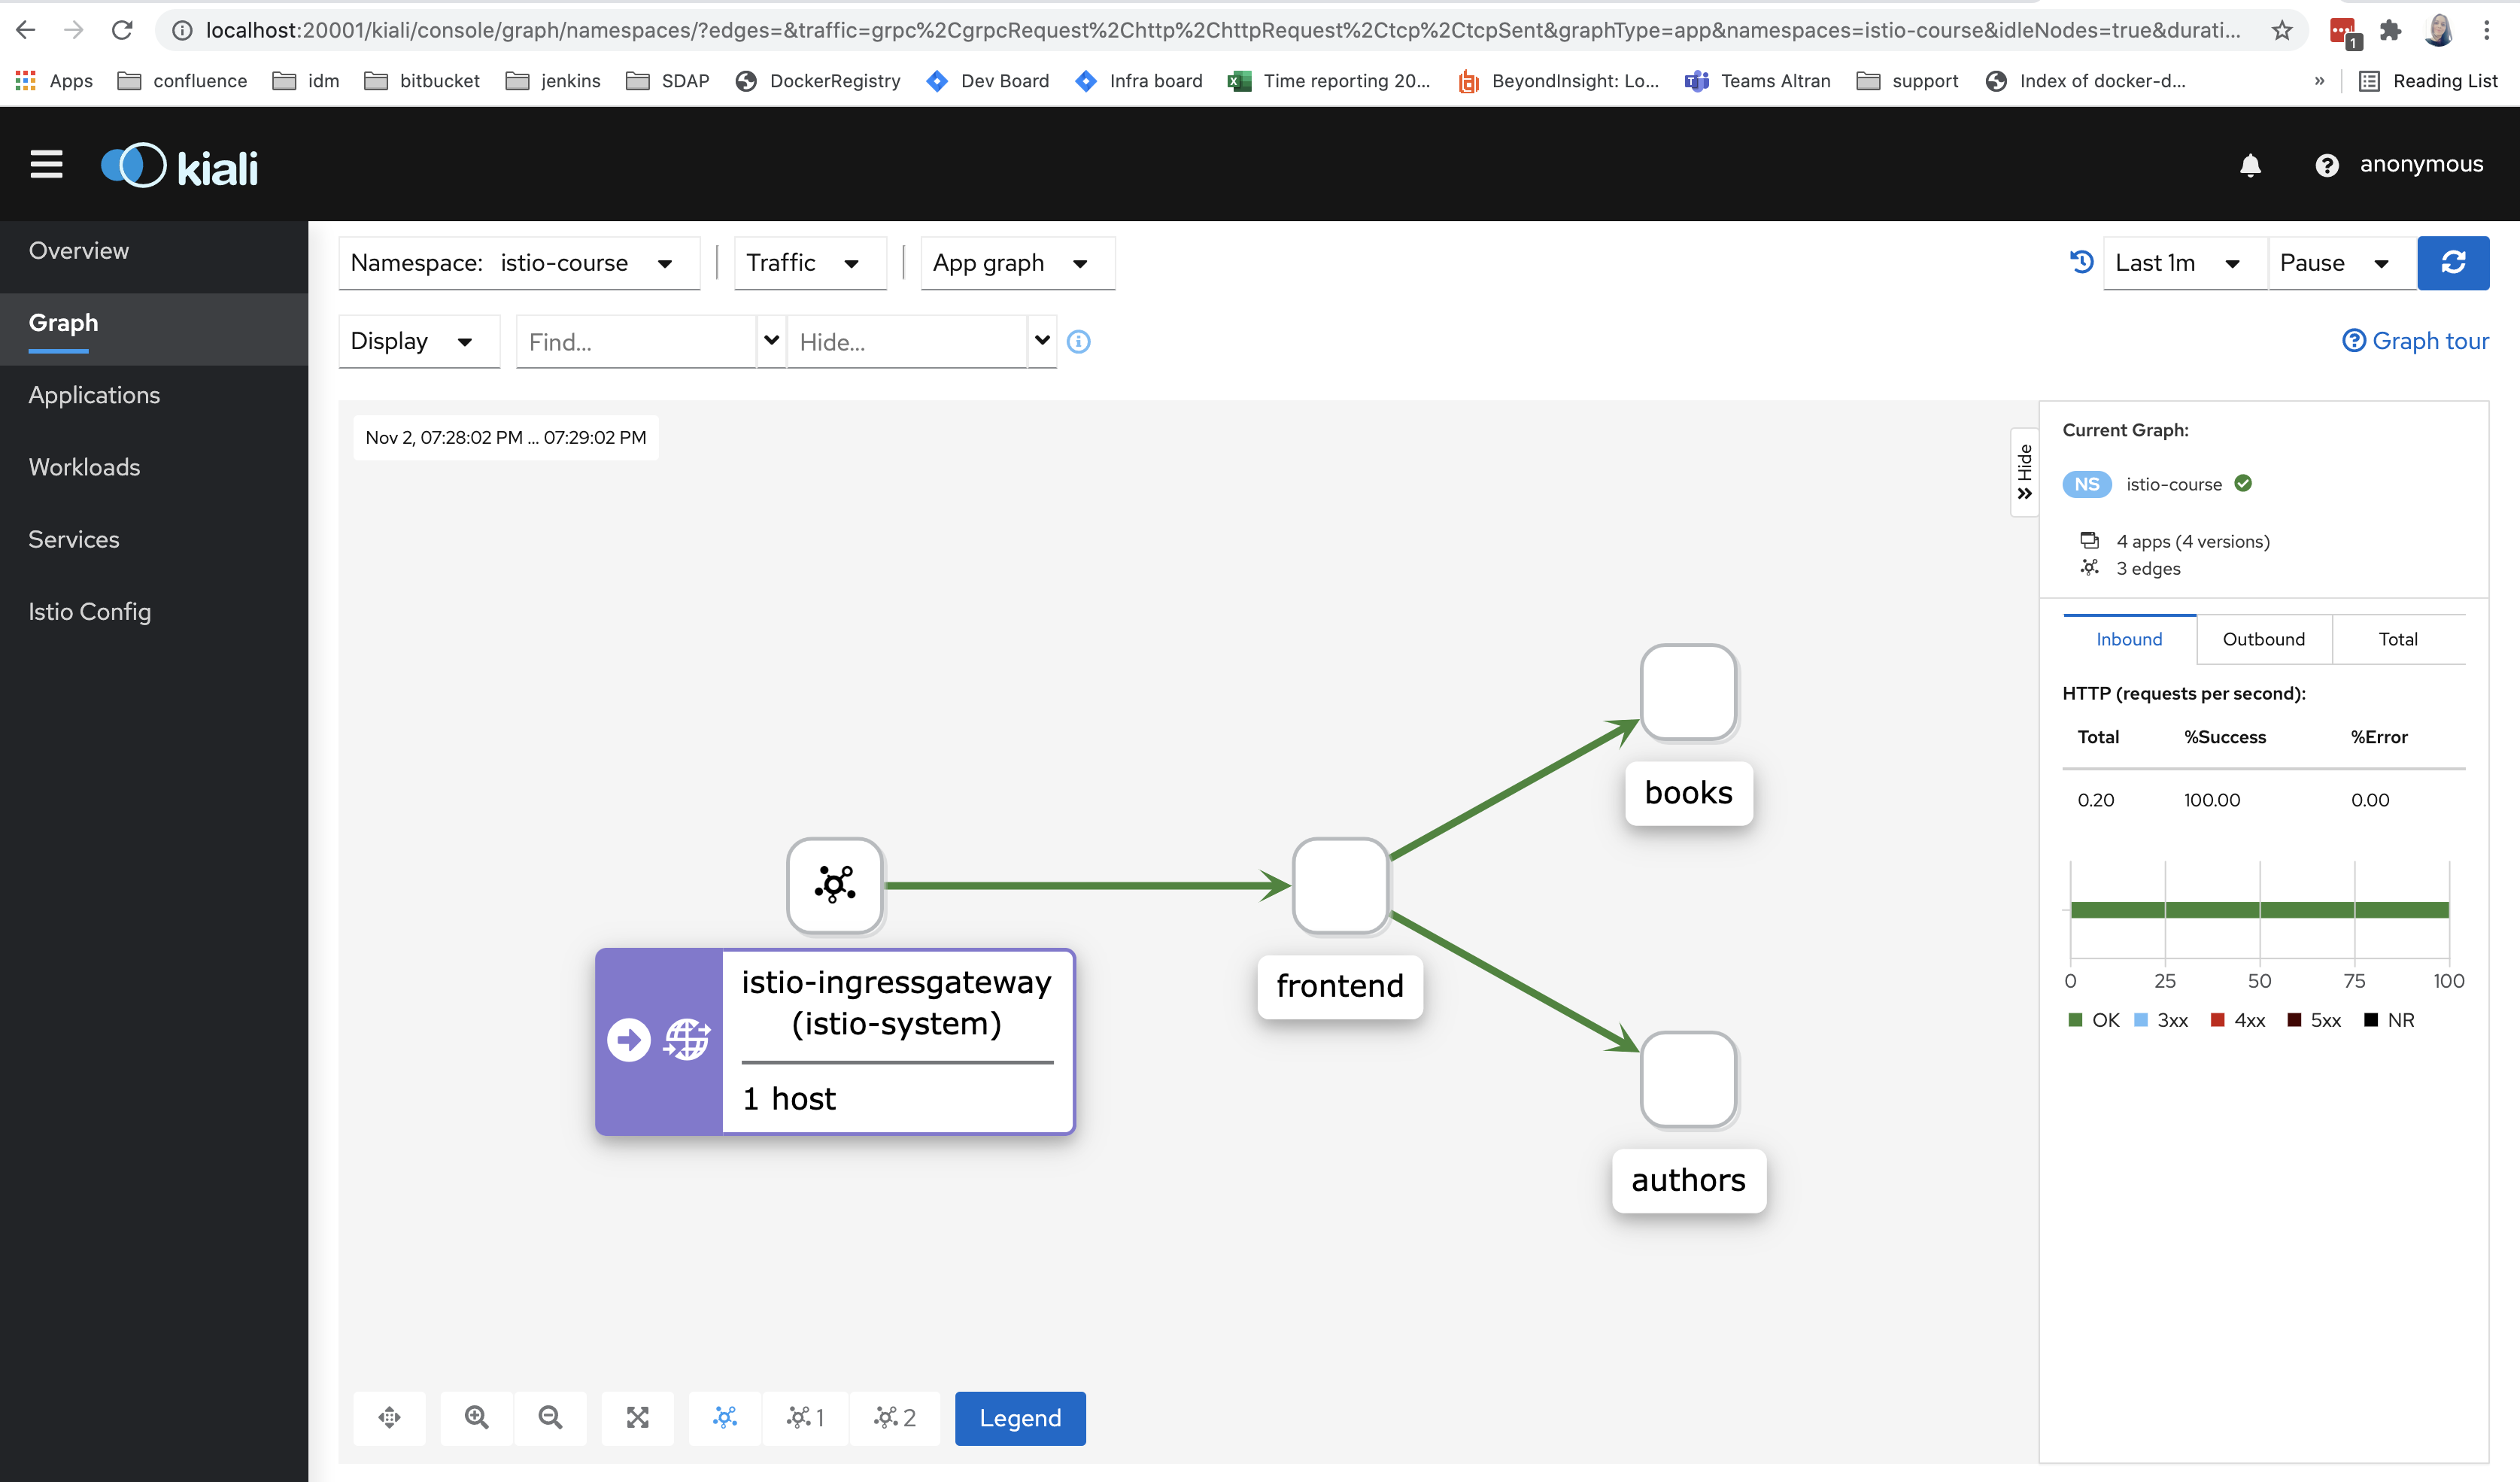 localhost:20001/kiali/console/graph/namespaces/?edges=&traffic=grpc%2CgrpcRequest%2Chttp%2ChttpRequest%2Ctcp%2CtcpSent&graphType=app&namespaces=istio-course&idleNodes=true&durati...
1
Apps confluence idm bitbucket jenkins SDAP DockerRegistry Dev Board Infra board Time reporting 20... BeyondInsight: Lo... Teams Altran support Index of docker-d... » Reading List
kiali
anonymous
Overview
Graph
Applications
Workloads
Services
Istio Config
Namespace: istio-course Traffic App graph
Last 1m Pause
Display Find... Hide...
Graph tour
Nov 2, 07:28:02 PM ... 07:29:02 PM
Hide
books
frontend
istio-ingressgateway
(istio-system)
1 host
authors
1 2 Legend
Current Graph:
NS istio-course
4 apps (4 versions)
3 edges
Inbound Outbound Total
HTTP (requests per second):
Total %Success %Error
0.20 100.00 0.00
0 25 50 75 100
OK 3xx 4xx 5xx NR